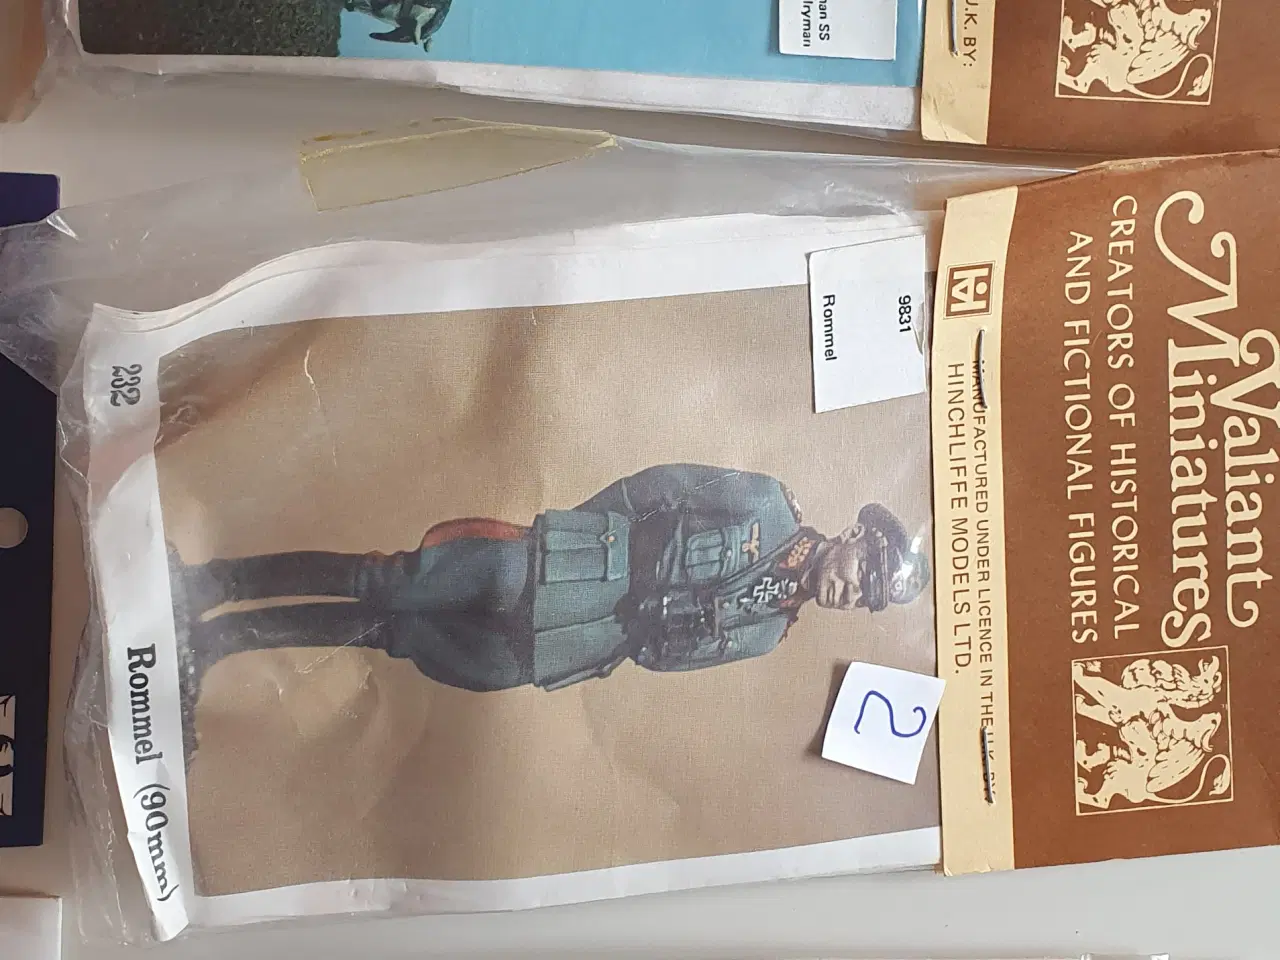 Valiant
Miniatures
CREATORS OF HISTORICAL
AND FICTIONAL FIGURES
MANUFACTURED UNDER LICENCE IN THE U.K. BY:
HINCHLIFFE MODELS LTD.
9831
Rommel
2
232
Rommel (90mm)
U.K. BY:
man SS